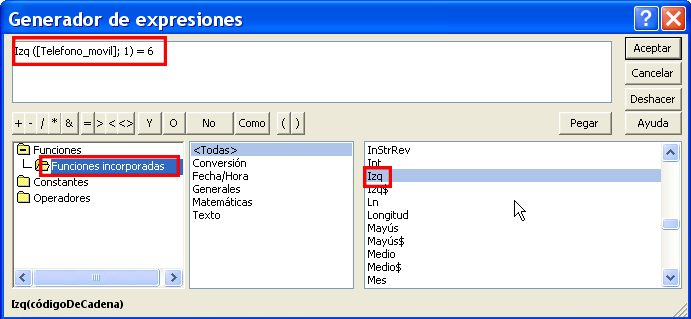 Generador de expresiones
Izq ([Telefono_movil]; 1) = 6
Aceptar
Cancelar
Deshacer
+ - / * & = > < <> Y O No Como ( ) Pegar Ayuda
Funciones
Funciones incorporadas
Constantes
Operadores
<Todas>
Conversión
Fecha/Hora
Generales
Matemáticas
Texto
InStrRev
Int
Izq
Izq$
Ln
Longitud
Mayús
Mayús$
Medio
Medio$
Mes
Izq(códigoDeCadena)